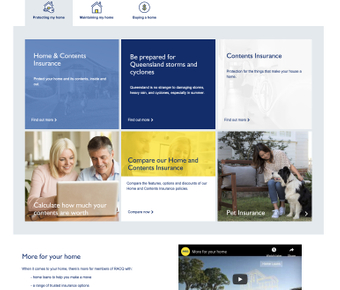 Protecting my home
Maintaining my home
Buying a home
Home & Contents
Insurance
Protect your home and its contents, inside and
out.
Find out more >
Be prepared for
Queensland storms and
cyclones
Queensland is no stranger to damaging storms,
heavy rain, and cyclones, especially in summer.
Find out more >
Contents Insurance
Protection for the things that make your house a
home.
Find out more >
Calculate how much your
contents are worth
Compare our Home and
Contents Insurance
Compare the features, options and discounts of our
Home and Contents insurance policies.
Compare now >
Pet Insurance
More for your home
When it comes to your home, there's more for members of RACQ with:
- home loans to help you make a home
- a range of trusted insurance options
More for your home